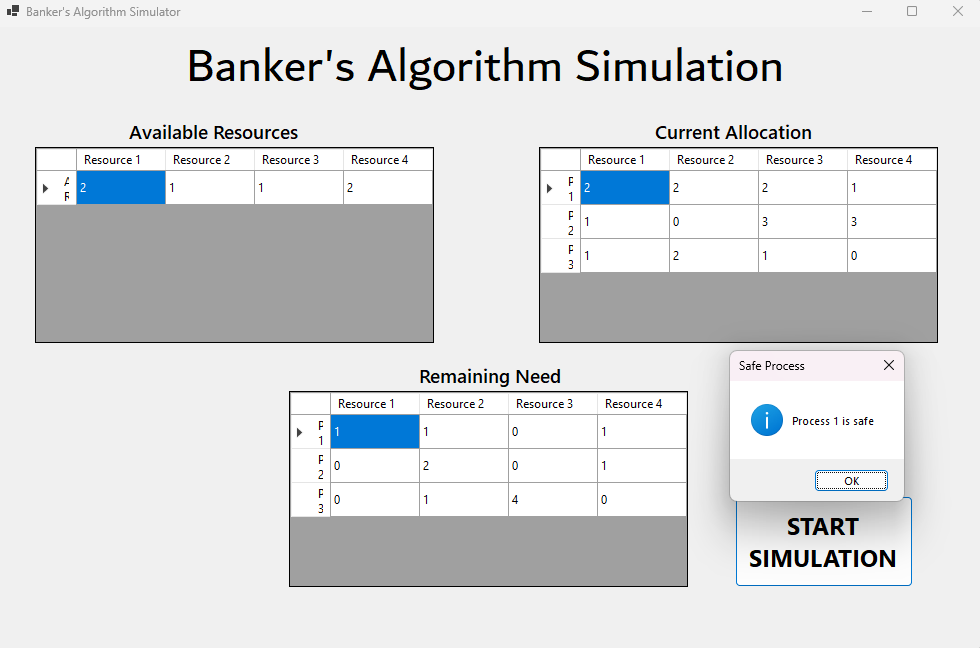 Banker's Algorithm Simulator
Banker's Algorithm Simulation
Available Resources
Resource 1 Resource 2 Resource 3 Resource 4
A
R
2 1 1 2
Current Allocation
Resource 1 Resource 2 Resource 3 Resource 4
P
1
2 2 2 1
P
2
1 0 3 3
P
3
1 2 1 0
Remaining Need
Resource 1 Resource 2 Resource 3 Resource 4
P
1
1 1 0 1
P
2
0 2 0 1
P
3
0 1 4 0
Safe Process
Process 1 is safe
OK
START
SIMULATION